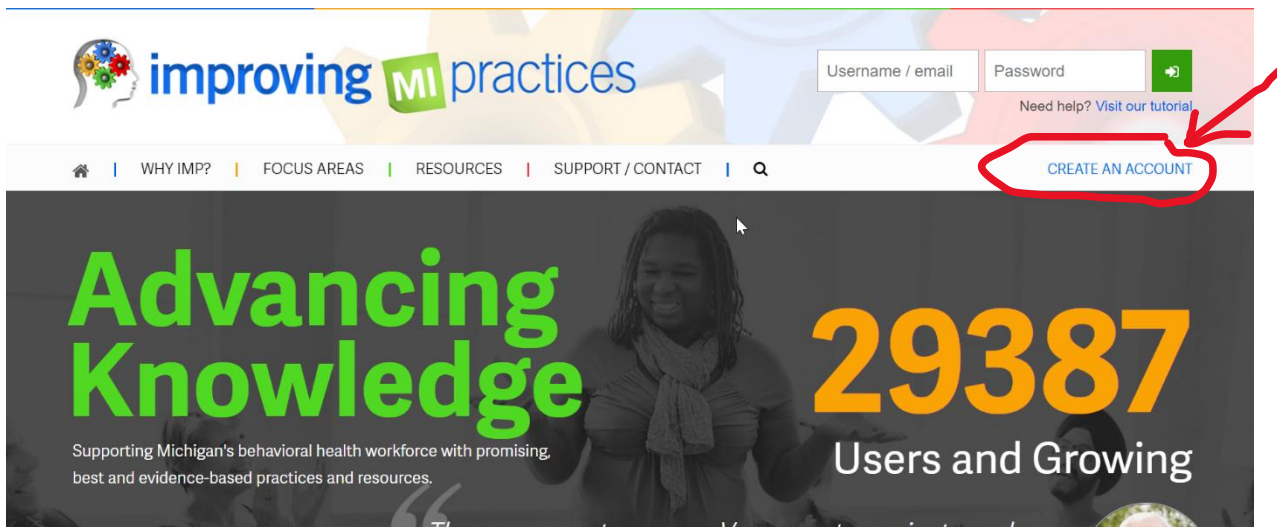 improving MI practices
Username / email
Password
Need help? Visit our tutorial
WHY IMP? | FOCUS AREAS | RESOURCES | SUPPORT / CONTACT |
CREATE AN ACCOUNT
Advancing
Knowledge
Supporting Michigan's behavioral health workforce with promising,
best and evidence-based practices and resources.
29387
Users and Growing
“